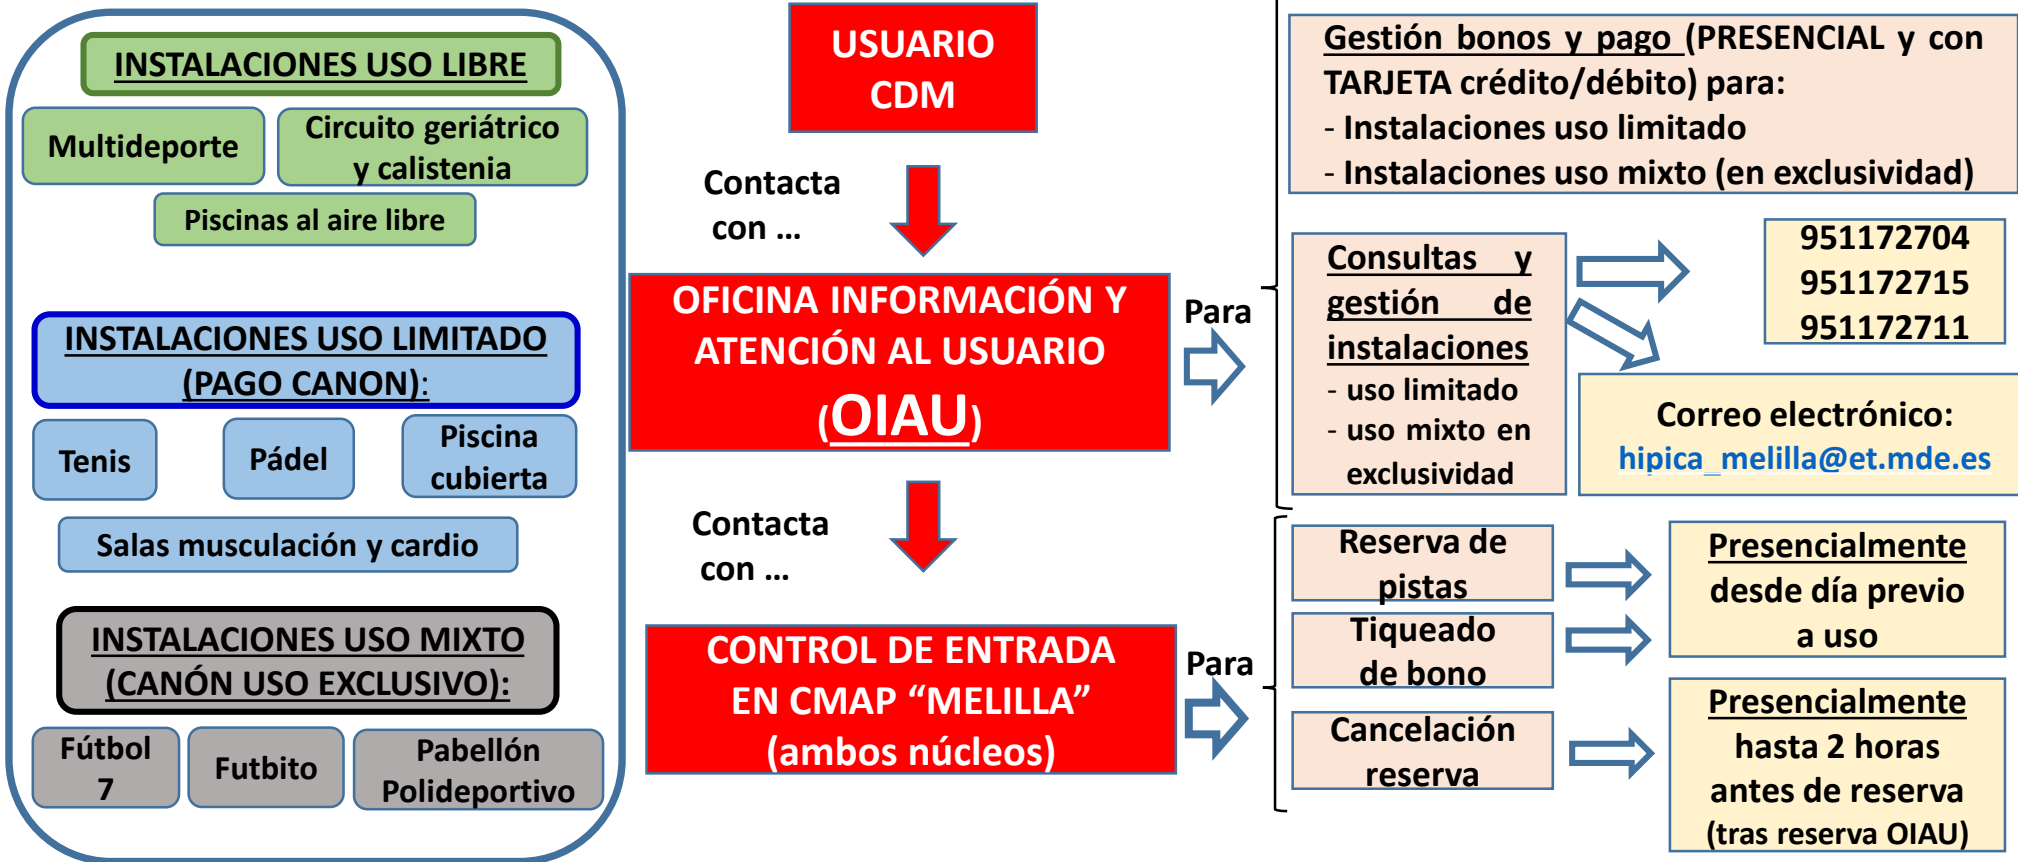 INSTALACIONES USO LIBRE
Multideporte
Circuito geriátrico
y calistenia
Piscinas al aire libre
INSTALACIONES USO LIMITADO
(PAGO CANON):
Tenis
Pádel
Piscina
cubierta
Salas musculación y cardio
INSTALACIONES USO MIXTO
(CANÓN USO EXCLUSIVO):
Fútbol
7
Futbito
Pabellón
Polideportivo
USUARIO
CDM
Contacta
con ...
OFICINA INFORMACIÓN Y
ATENCIÓN AL USUARIO
(OIAU)
Para
Contacta
con ...
CONTROL DE ENTRADA
EN CMAP “MELILLA”
(ambos núcleos)
Para
Gestión bonos y pago (PRESENCIAL y con
TARJETA crédito/débito) para:
- Instalaciones uso limitado
- Instalaciones uso mixto (en exclusividad)
Consultas y
gestión de
instalaciones
- uso limitado
- uso mixto en
exclusividad
951172704
951172715
951172711
Correo electrónico:
hipica_melilla@et.mde.es
Reserva de
pistas
Tiqueado
de bono
Presencialmente
desde día previo
a uso
Cancelación
reserva
Presencialmente
hasta 2 horas
antes de reserva
(tras reserva OIAU)